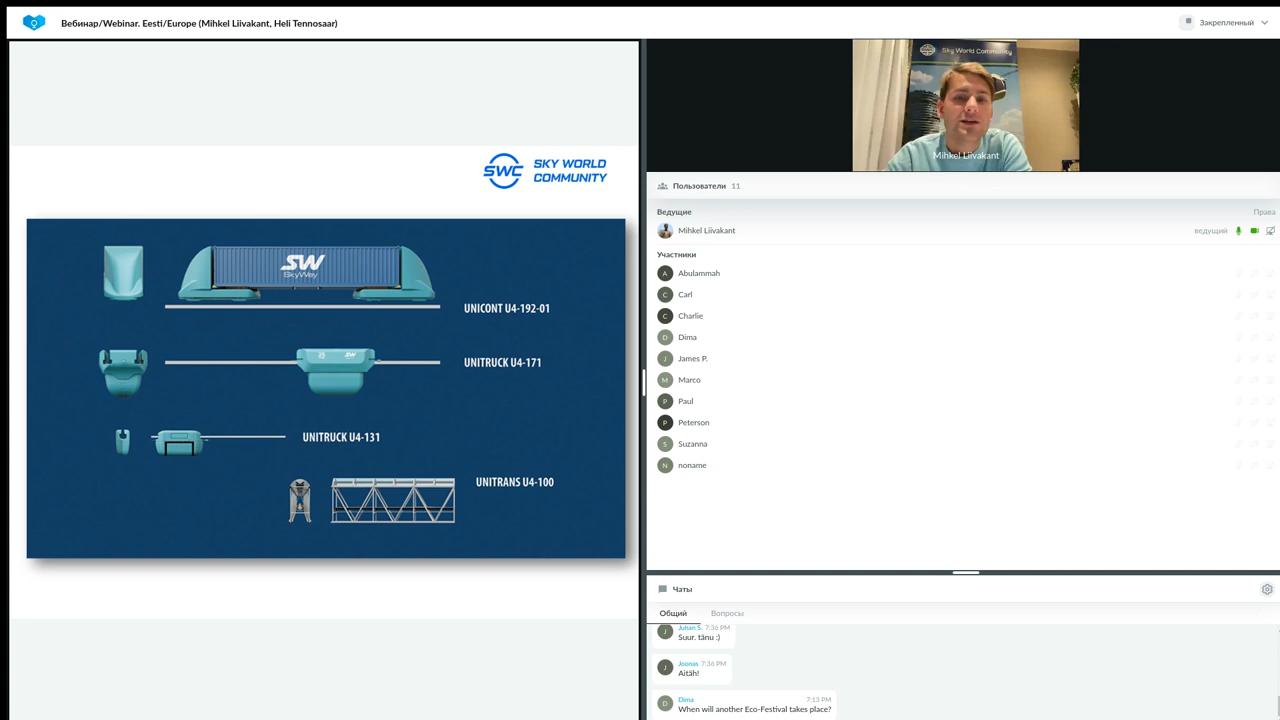 Вебинар/Webinar. Eesti/Europe (Mihkel Liivakant, Heli Tennosaar)
Закрепленный
SWC SKY WORLD
COMMUNITY
SW
SkyWay
UNICONT U4-192-01
SW
UNITRUCK U4-171
UNITRUCK U4-131
UNITRANS U4-100
Sky World Community
Mihkel Liivakant
Пользователи 11
Ведущие Права
Mihkel Liivakant ведущий
Участники
A Abulammah
C Carl
C Charlie
D Dima
J James P.
M Marco
P Paul
P Peterson
S Suzanna
N noname
Чаты
Общий Вопросы
Julian S. 7:36 PM
J Suur. tänu :)
Joonas 7:36 PM
J Aitäh!
Dima 7:13 PM
D When will another Eco-Festival takes place?